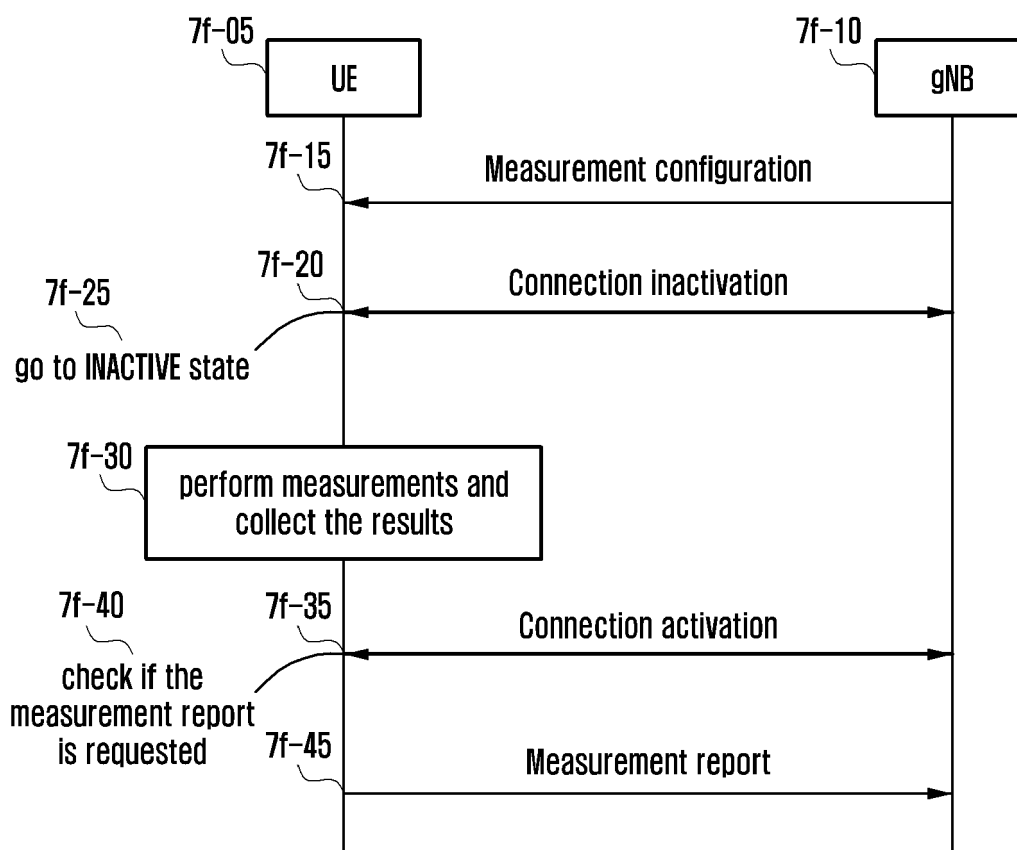 7f-05
UE
7f-10
gNB
7f-15
Measurement configuration
7f-20
Connection inactivation
7f-25
go to INACTIVE state
7f-30
perform measurements and
collect the results
7f-35
Connection activation
7f-40
check if the
measurement report
is requested
7f-45
Measurement report